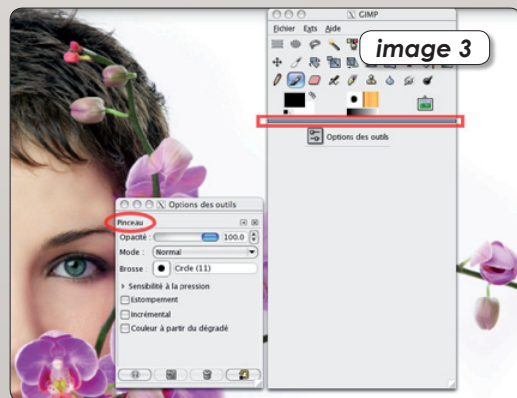 GIMP
Fichier Exts Aide
image 3
Options des outils
Options des outils
Pinceau
Opacité : 100.0
Mode : Normal
Brosse : Circle (11)
Sensibilité à la pression
Estompement
Incrémental
Couleur à partir du dégradé